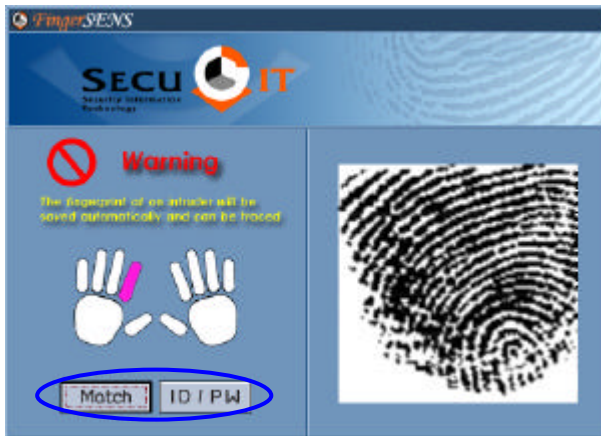 FingerSENS
SECU IT
Security Information
Technology
Warning
The fingerprint of an intruder will be
saved automatically and can be traced
Match ID / PW